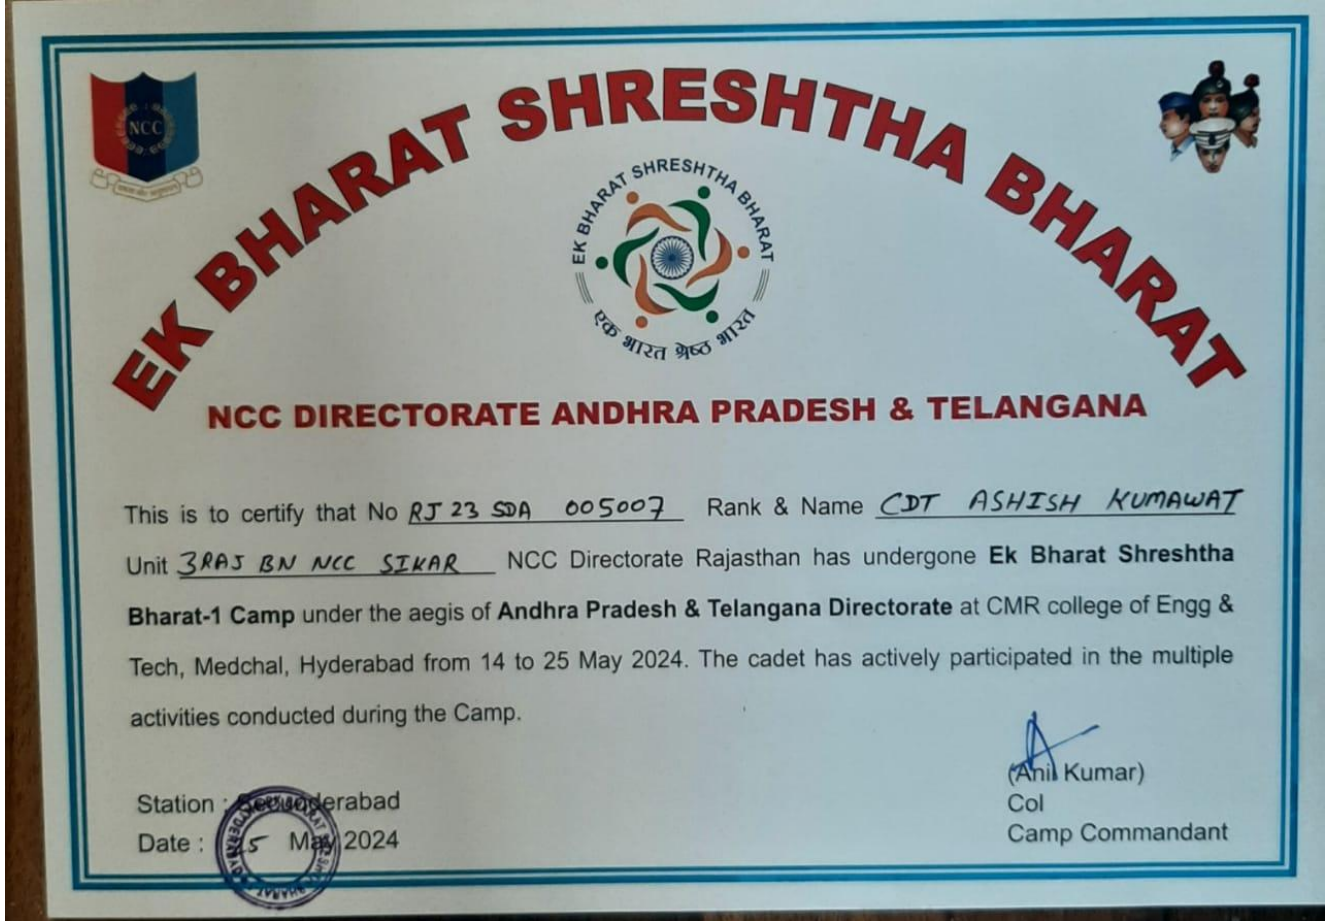 EK BHARAT SHRESHTHA BHARAT
NCC
EK BHARAT SHRESHTHA BHARAT
एक भारत श्रेष्ठ भारत
NCC DIRECTORATE ANDHRA PRADESH & TELANGANA
This is to certify that No RJ 23 SDA 005007 Rank & Name CDT ASHISH KUMAWAT
Unit 3RAJ BN NCC SIKAR NCC Directorate Rajasthan has undergone Ek Bharat Shreshtha
Bharat-1 Camp under the aegis of Andhra Pradesh & Telangana Directorate at CMR college of Engg &
Tech, Medchal, Hyderabad from 14 to 25 May 2024. The cadet has actively participated in the multiple
activities conducted during the Camp.
(Anil Kumar)
Station : Secunderabad
Col
Date : 25 May 2024
Camp Commandant